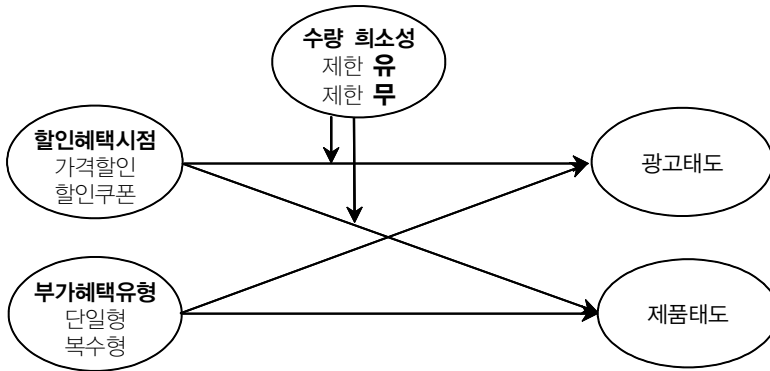 수량 희소성
제한 유
제한 무
할인혜택시점
가격할인
할인쿠폰
광고태도
부가혜택유형
단일형
복수형
제품태도